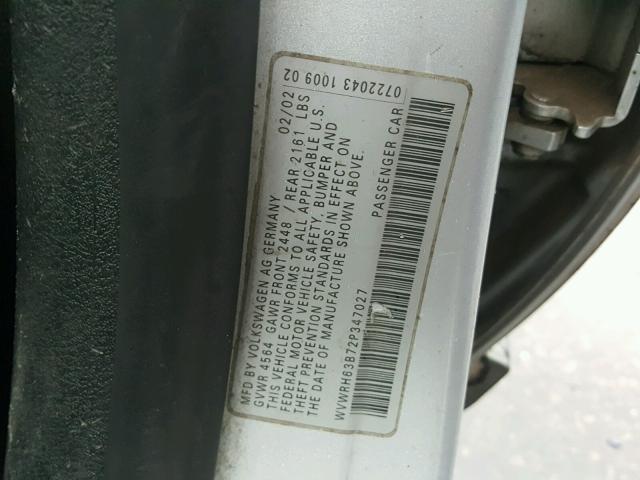 MFD BY VOLKSWAGEN AG GERMANY 02/02
GVWR 4564 GAWR FRONT 2448 / REAR 2161 LBS
THIS VEHICLE CONFORMS TO ALL APPLICABLE U.S.
FEDERAL MOTOR VEHICLE SAFETY, BUMPER AND
THEFT PREVENTION STANDARDS IN EFFECT ON
THE DATE OF MANUFACTURE SHOWN ABOVE.
WVWRH63B72P347027 PASSENGER CAR
0722043 1009 02